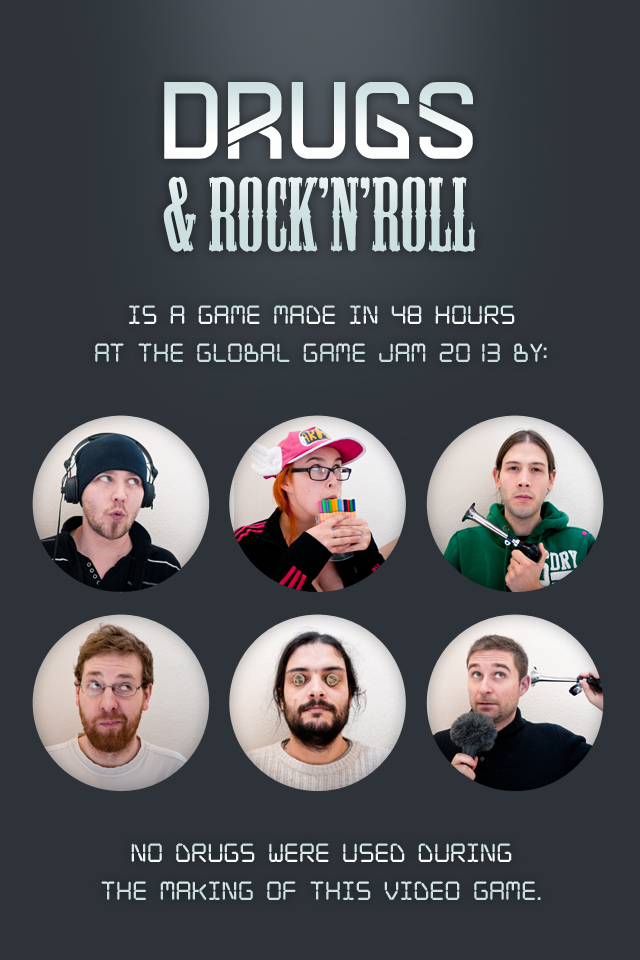 DRUGS
& ROCK'N'ROLL
IS A GAME MADE IN 48 HOURS
AT THE GLOBAL GAME JAM 2013 BY:
DRY
NO DRUGS WERE USED DURING
THE MAKING OF THIS VIDEO GAME.